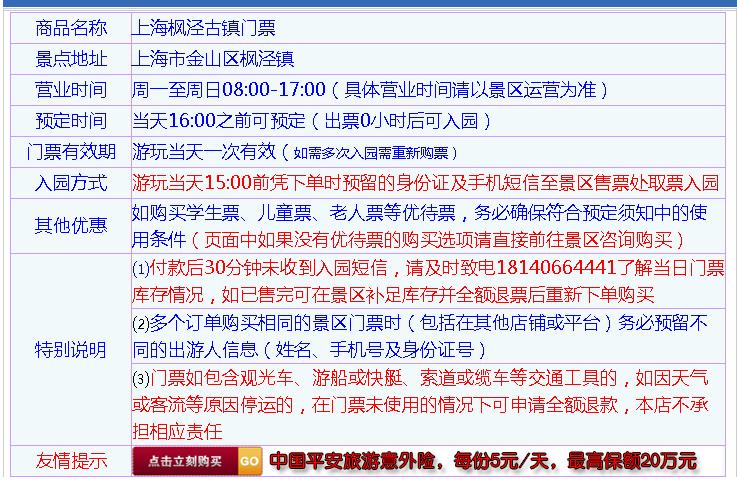 商品名称 上海枫泾古镇门票
景点地址 上海市金山区枫泾镇
营业时间 周一至周日08:00-17:00（具体营业时间请以景区运营为准）
预定时间 当天16:00之前可预定（出票0小时后可入园）
门票有效期 游玩当天一次有效（如需多次入园需重新购票）
入园方式 游玩当天15:00前凭下单时预留的身份证及手机短信至景区售票处取票入园
其他优惠 如购买学生票、儿童票、老人票等优待票，务必确保符合预定须知中的使
用条件（页面中如果没有优待票的购买选项请直接前往景区咨询购买）
特别说明 (1)付款后30分钟未收到入园短信，请及时致电18140664441了解当日门票
库存情况，如已售完可在景区补足库存并全额退票后重新下单购买
(2)多个订单购买相同的景区门票时（包括在其他店铺或平台）务必预留不
同的出游人信息（姓名、手机号及身份证号）
(3)门票如包含观光车、游船或快艇、索道或缆车等交通工具的，如因天气
或客流等原因停运的，在门票未使用的情况下可申请全额退款，本店不承
担相应责任
友情提示 点击立刻购买 GO 中国平安旅游意外险，每份5元/天，最高保额20万元